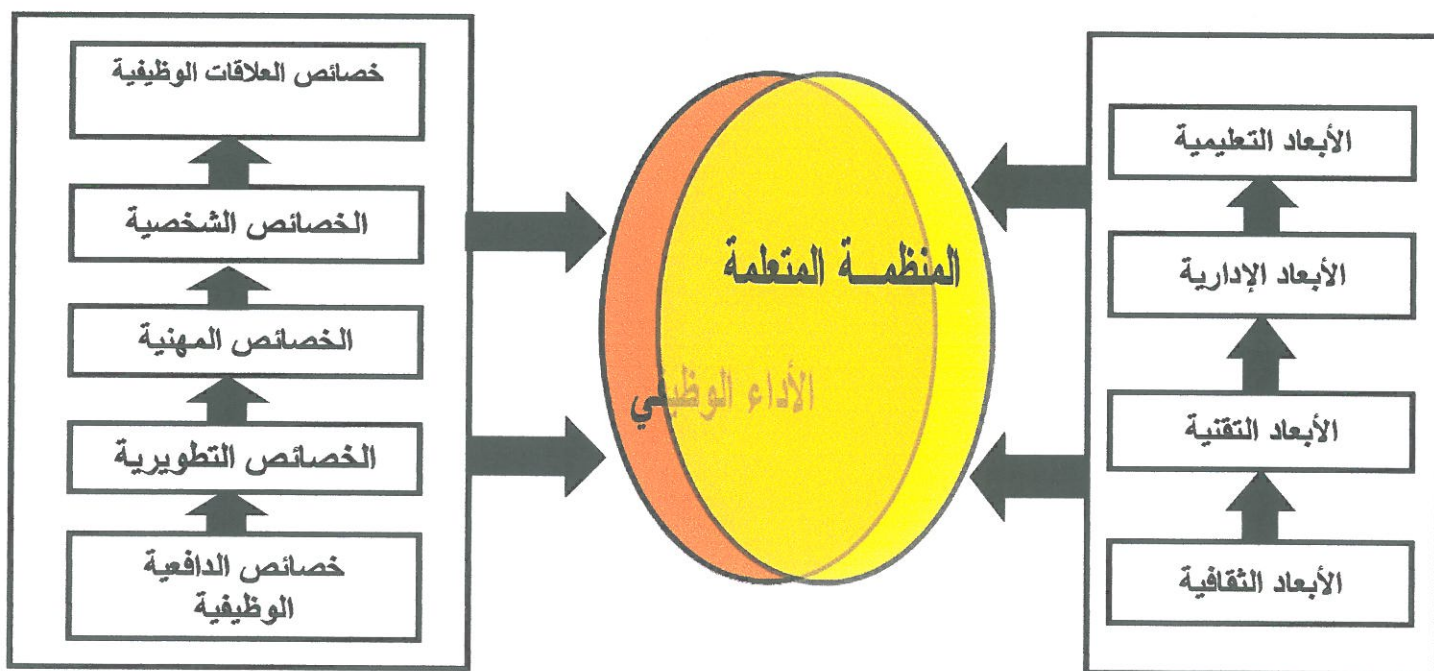 الأبعاد التعليمية
الأبعاد الإدارية
الأبعاد التقنية
الأبعاد الثقافية
المنظمــة المتعلمة
الأداء الوظيفي
خصائص العلاقات الوظيفية
الخصائص الشخصية
الخصائص المهنية
الخصائص التطويرية
خصائص الدافعية
الوظيفية